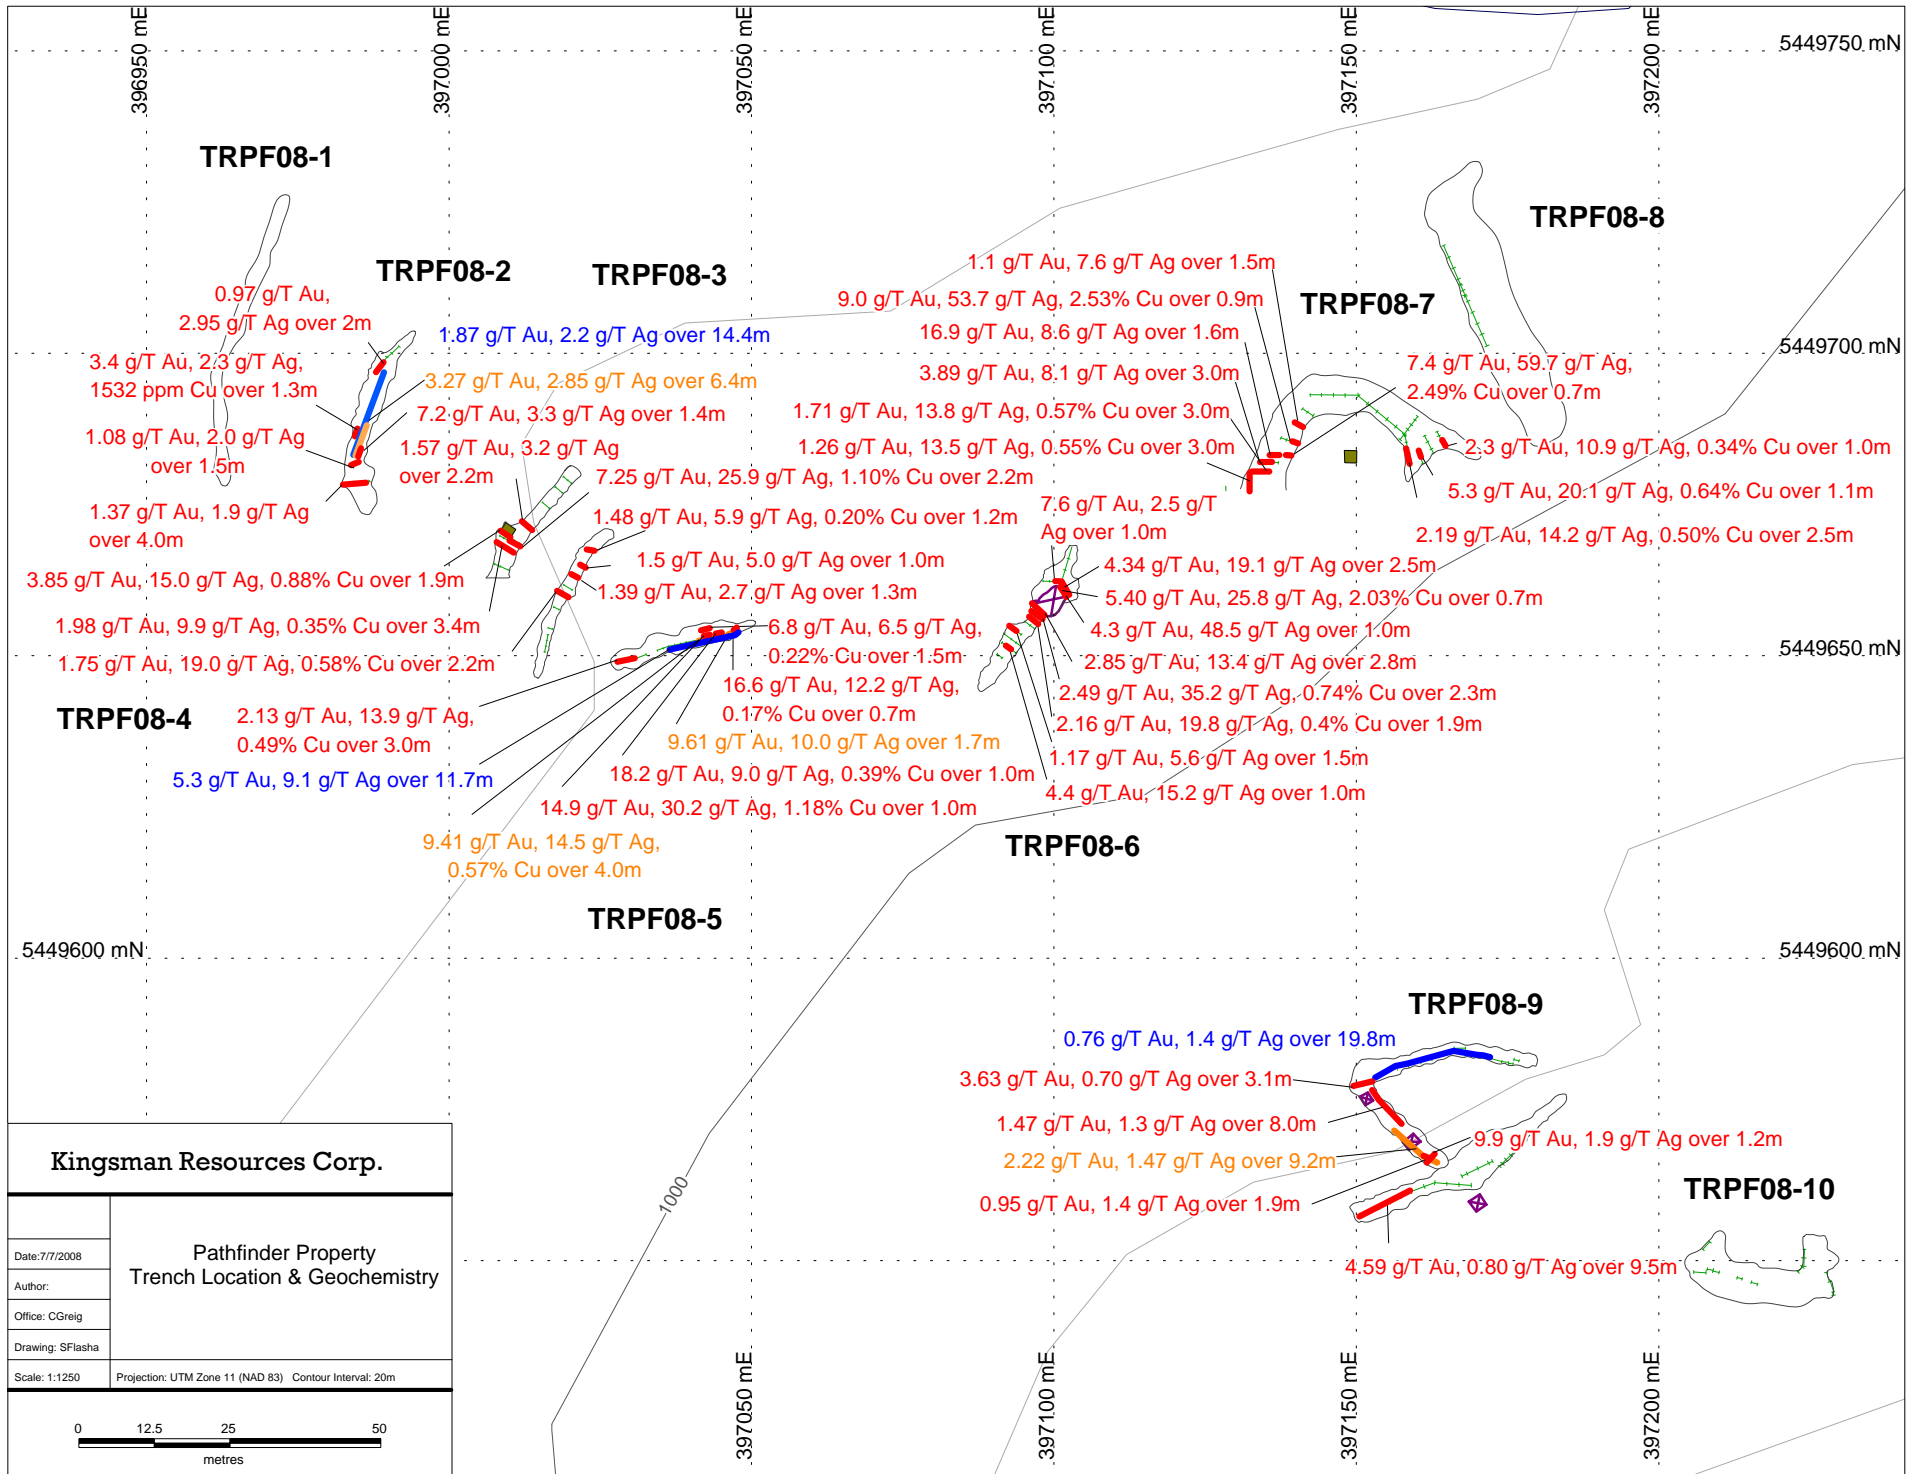 396950 mE
397000 mE
397050 mE
397100 mE
397150 mE
397200 mE
5449750 mN
TRPF08-1
TRPF08-2
TRPF08-3
TRPF08-8
TRPF08-7
0.97 g/T Au,
2.95 g/T Ag over 2m
3.4 g/T Au, 2.3 g/T Ag,
1532 ppm Cu over 1.3m
1.08 g/T Au, 2.0 g/T Ag
over 1.5m
1.37 g/T Au, 1.9 g/T Ag
over 4.0m
1.87 g/T Au, 2.2 g/T Ag over 14.4m
3.27 g/T Au, 2.85 g/T Ag over 6.4m
7.2 g/T Au, 3.3 g/T Ag over 1.4m
1.57 g/T Au, 3.2 g/T Ag
over 2.2m
7.25 g/T Au, 25.9 g/T Ag, 1.10% Cu over 2.2m
1.48 g/T Au, 5.9 g/T Ag, 0.20% Cu over 1.2m
1.5 g/T Au, 5.0 g/T Ag over 1.0m
1.39 g/T Au, 2.7 g/T Ag over 1.3m
3.85 g/T Au, 15.0 g/T Ag, 0.88% Cu over 1.9m
1.98 g/T Au, 9.9 g/T Ag, 0.35% Cu over 3.4m
1.75 g/T Au, 19.0 g/T Ag, 0.58% Cu over 2.2m
1.1 g/T Au, 7.6 g/T Ag over 1.5m
9.0 g/T Au, 53.7 g/T Ag, 2.53% Cu over 0.9m
16.9 g/T Au, 8.6 g/T Ag over 1.6m
3.89 g/T Au, 8.1 g/T Ag over 3.0m
1.71 g/T Au, 13.8 g/T Ag, 0.57% Cu over 3.0m
1.26 g/T Au, 13.5 g/T Ag, 0.55% Cu over 3.0m
5449700 mN
7.4 g/T Au, 59.7 g/T Ag,
2.49% Cu over 0.7m
2.3 g/T Au, 10.9 g/T Ag, 0.34% Cu over 1.0m
5.3 g/T Au, 20.1 g/T Ag, 0.64% Cu over 1.1m
2.19 g/T Au, 14.2 g/T Ag, 0.50% Cu over 2.5m
7.6 g/T Au, 2.5 g/T
Ag over 1.0m
4.34 g/T Au, 19.1 g/T Ag over 2.5m
5.40 g/T Au, 25.8 g/T Ag, 2.03% Cu over 0.7m
4.3 g/T Au, 48.5 g/T Ag over 1.0m
2.85 g/T Au, 13.4 g/T Ag over 2.8m
2.49 g/T Au, 35.2 g/T Ag, 0.74% Cu over 2.3m
2.16 g/T Au, 19.8 g/T Ag, 0.4% Cu over 1.9m
1.17 g/T Au, 5.6 g/T Ag over 1.5m
4.4 g/T Au, 15.2 g/T Ag over 1.0m
5449650 mN
TRPF08-4
2.13 g/T Au, 13.9 g/T Ag,
0.49% Cu over 3.0m
5.3 g/T Au, 9.1 g/T Ag over 11.7m
6.8 g/T Au, 6.5 g/T Ag,
0.22% Cu over 1.5m
16.6 g/T Au, 12.2 g/T Ag,
0.17% Cu over 0.7m
9.61 g/T Au, 10.0 g/T Ag over 1.7m
18.2 g/T Au, 9.0 g/T Ag, 0.39% Cu over 1.0m
14.9 g/T Au, 30.2 g/T Ag, 1.18% Cu over 1.0m
9.41 g/T Au, 14.5 g/T Ag,
0.57% Cu over 4.0m
TRPF08-6
TRPF08-5
5449600 mN
5449600 mN
TRPF08-9
0.76 g/T Au, 1.4 g/T Ag over 19.8m
3.63 g/T Au, 0.70 g/T Ag over 3.1m
1.47 g/T Au, 1.3 g/T Ag over 8.0m
2.22 g/T Au, 1.47 g/T Ag over 9.2m
0.95 g/T Au, 1.4 g/T Ag over 1.9m
9.9 g/T Au, 1.9 g/T Ag over 1.2m
4.59 g/T Au, 0.80 g/T Ag over 9.5m
TRPF08-10
1000
Kingsman Resources Corp.
Pathfinder Property
Trench Location & Geochemistry
Date:7/7/2008
Author:
Office: CGreig
Drawing: SFlasha
Scale: 1:1250
Projection: UTM Zone 11 (NAD 83) Contour Interval: 20m
0 12.5 25 50
metres
397050 mE
397100 mE
397150 mE
397200 mE